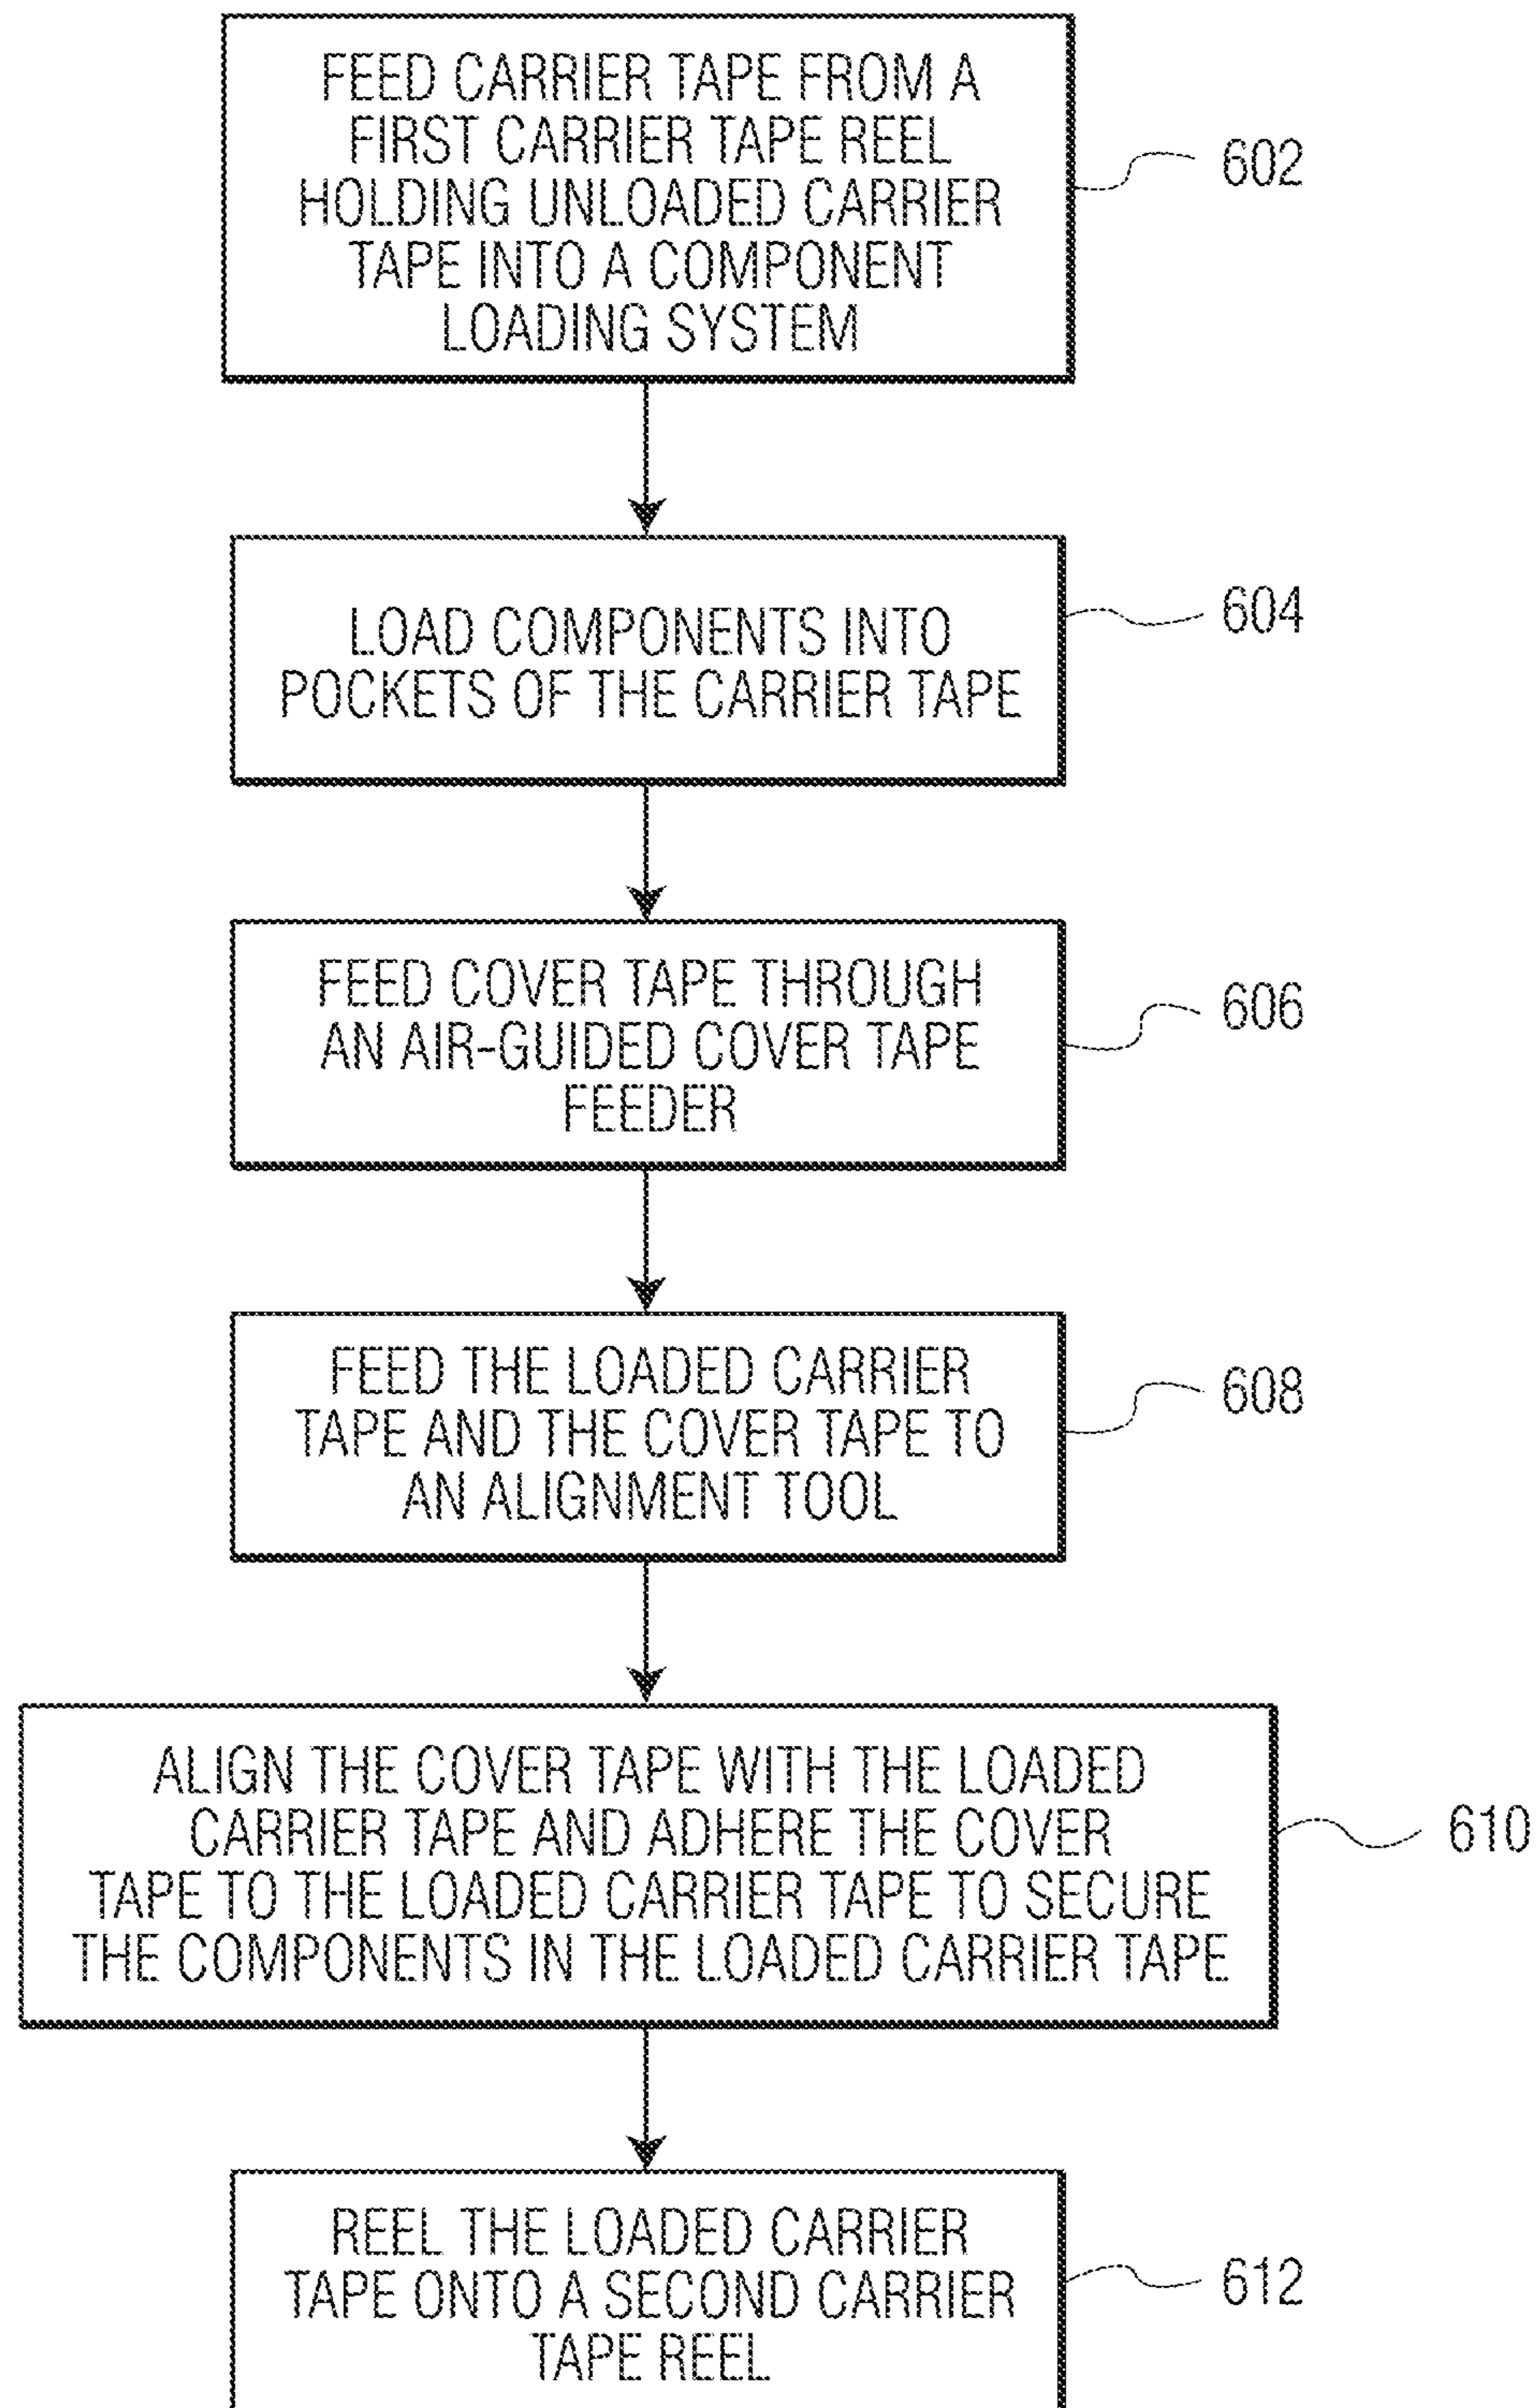 FEED CARRIER TAPE FROM A
FIRST CARRIER TAPE REEL
HOLDING UNLOADED CARRIER
TAPE INTO A COMPONENT
LOADING SYSTEM
602
LOAD COMPONENTS INTO
POCKETS OF THE CARRIER TAPE
604
FEED COVER TAPE THROUGH
AN AIR-GUIDED COVER TAPE
FEEDER
606
FEED THE LOADED CARRIER
TAPE AND THE COVER TAPE TO
AN ALIGNMENT TOOL
608
ALIGN THE COVER TAPE WITH THE LOADED
CARRIER TAPE AND ADHERE THE COVER
TAPE TO THE LOADED CARRIER TAPE TO SECURE
THE COMPONENTS IN THE LOADED CARRIER TAPE
610
REEL THE LOADED CARRIER
TAPE ONTO A SECOND CARRIER
TAPE REEL
612